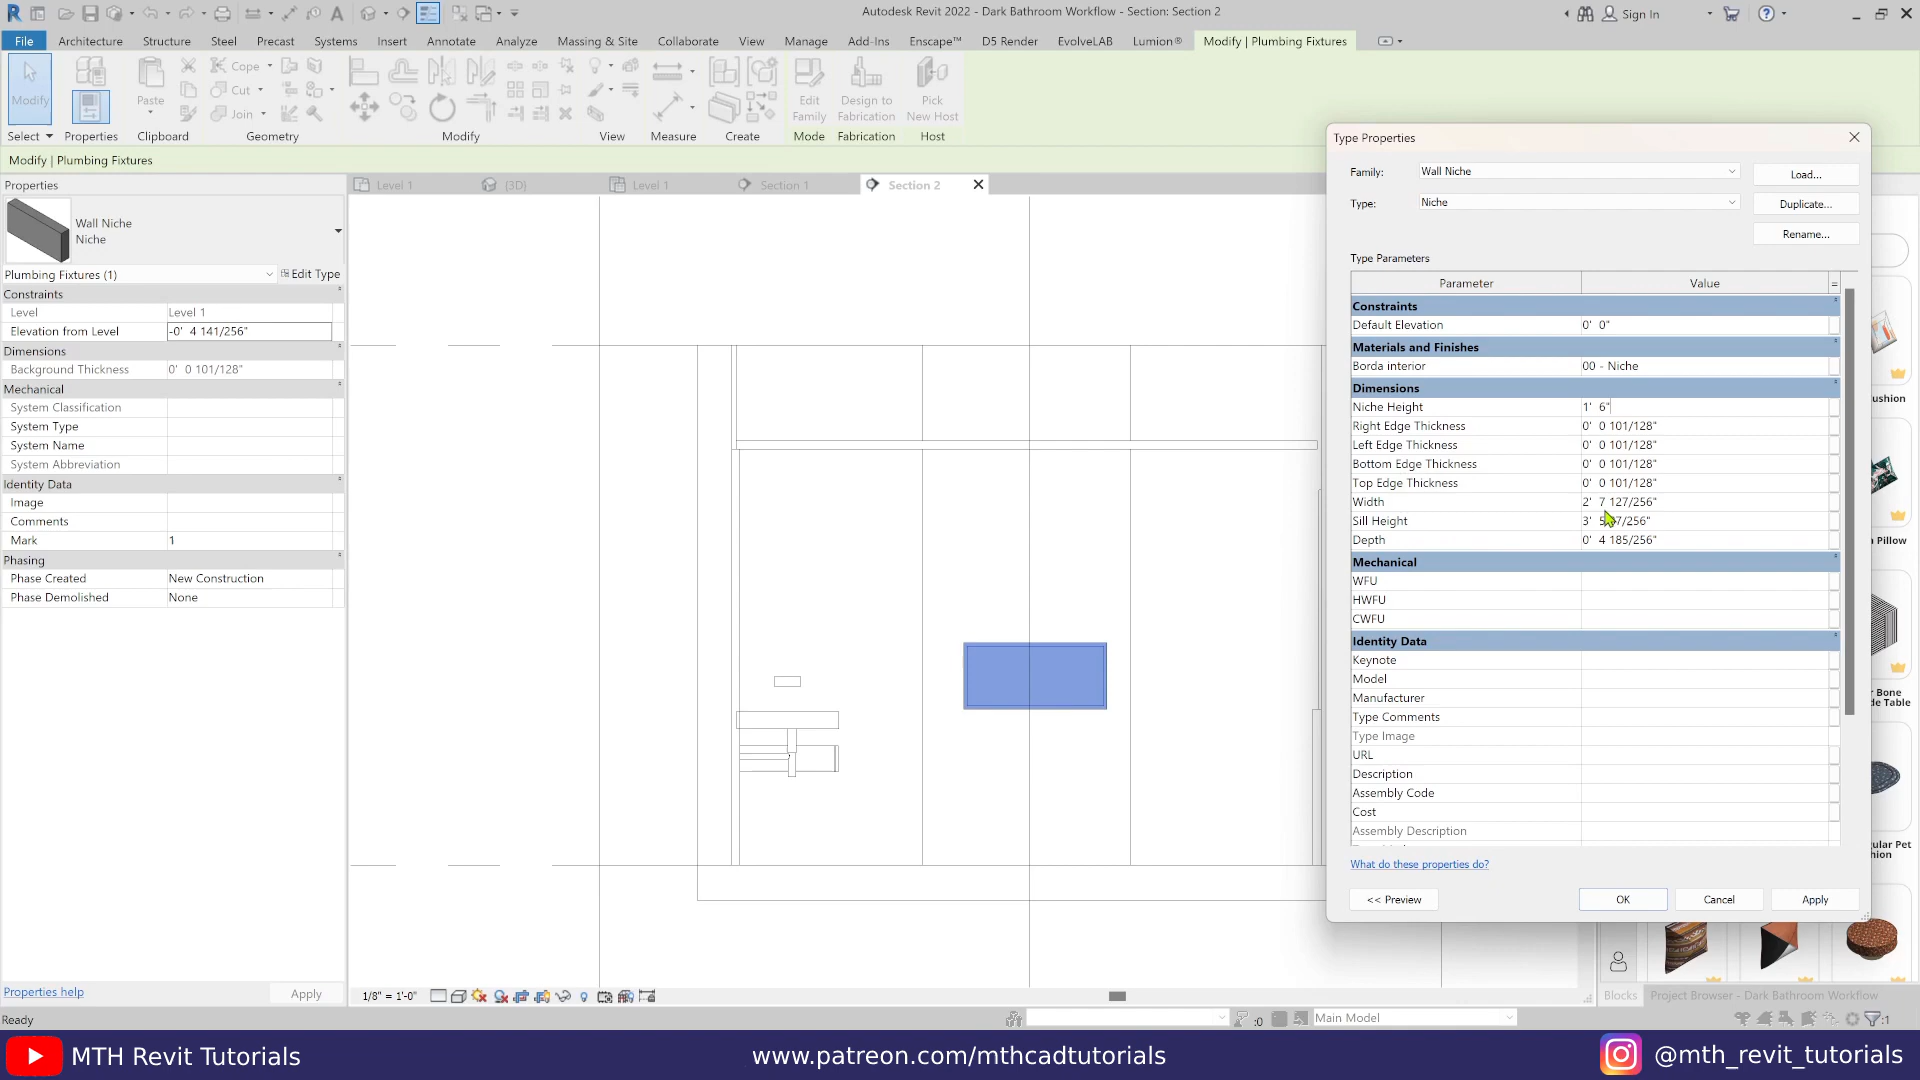 Autodesk Revit 2022 - Dark Bathroom Workflow - Section: Section 2
Sign In
File Architecture Structure Steel Precast Systems Insert Annotate Analyze Massing & Site Collaborate View Manage Add-Ins Enscape™ D5 Render EvolveLAB Lumion® Modify | Plumbing Fixtures
Modify
Paste
Cope
Cut
Join
Edit Family
Design to Fabrication
Pick New Host
Select Properties Clipboard Geometry Modify View Measure Create Mode Fabrication Host
Modify | Plumbing Fixtures
Properties
Level 1 (3D) Level 1 Section 1 Section 2
Wall Niche
Niche
Plumbing Fixtures (1) Edit Type
Constraints
Level Level 1
Elevation from Level -0' 4 141/256"
Dimensions
Background Thickness 0' 0 101/128"
Mechanical
System Classification
System Type
System Name
System Abbreviation
Identity Data
Image
Comments
Mark 1
Phasing
Phase Created New Construction
Phase Demolished None
Properties help Apply
Type Properties
Family: Wall Niche Load...
Type: Niche Duplicate...
Rename...
Type Parameters
Parameter Value =
Constraints
Default Elevation 0' 0"
Materials and Finishes
Borda interior 00 - Niche
Dimensions
Niche Height 1' 6"
Right Edge Thickness 0' 0 101/128"
Left Edge Thickness 0' 0 101/128"
Bottom Edge Thickness 0' 0 101/128"
Top Edge Thickness 0' 0 101/128"
Width 2' 7 127/256"
Sill Height 3' /256"
Depth 0' 4 185/256"
Mechanical
WFU
HWFU
CWFU
Identity Data
Keynote
Model
Manufacturer
Type Comments
Type Image
URL
Description
Assembly Code
Cost
Assembly Description
What do these properties do?
<< Preview OK Cancel Apply
ushion
Pillow
Bone
de Table
ular Pet
hion
1/8" = 1'-0"
Blocks Project Browser - Dark Bathroom Workflow
Ready :0 Main Model :1
MTH Revit Tutorials www.patreon.com/mthcadtutorials @mth_revit_tutorials